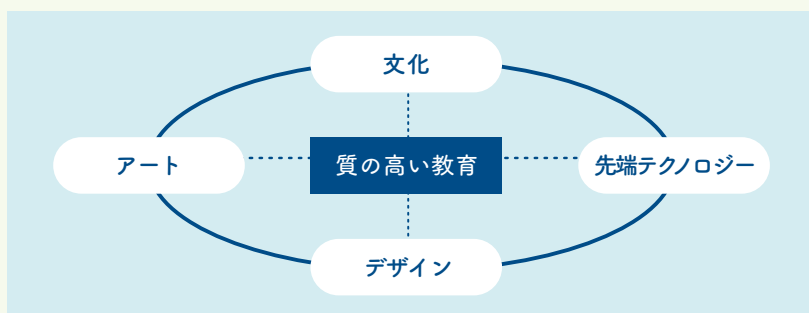 文化
アート
質の高い教育
先端テクノロジー
デザイン